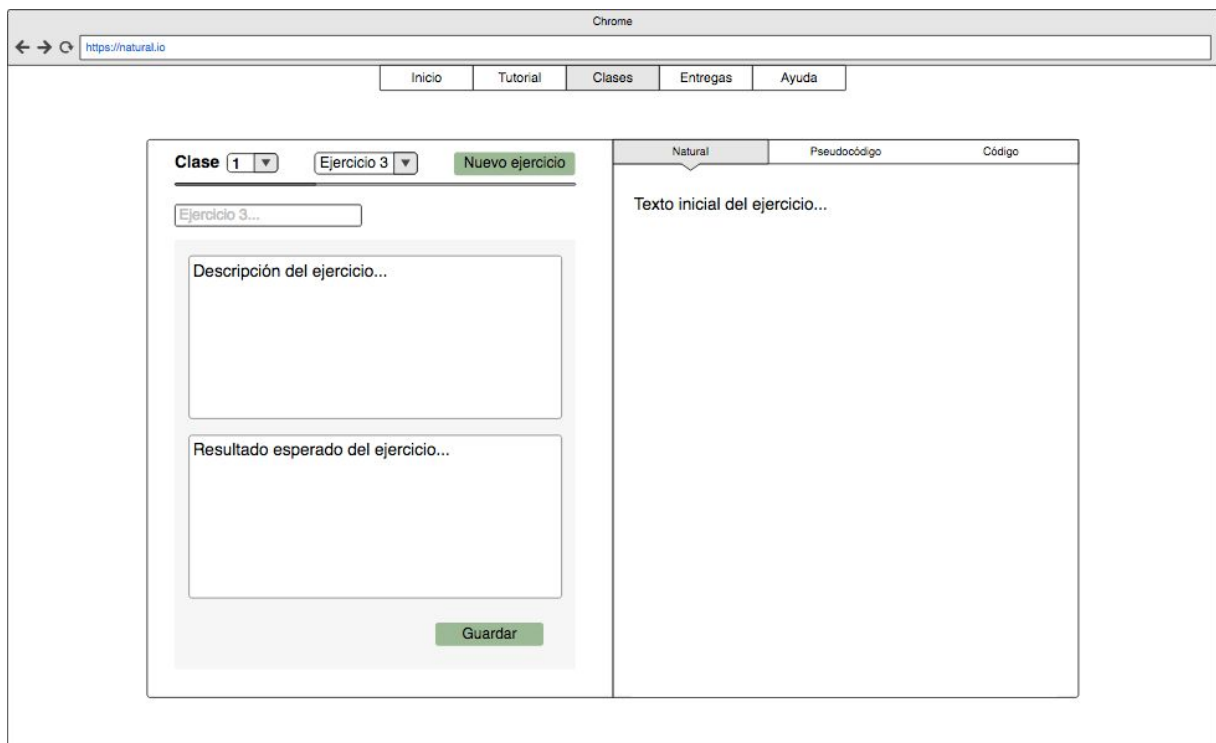 Chrome
https://natural.io
Inicio Tutorial Clases Entregas Ayuda
Clase 1 Ejercicio 3 Nuevo ejercicio
Natural Pseudocódigo Código
Ejercicio 3...
Texto inicial del ejercicio...
Descripción del ejercicio...
Resultado esperado del ejercicio...
Guardar